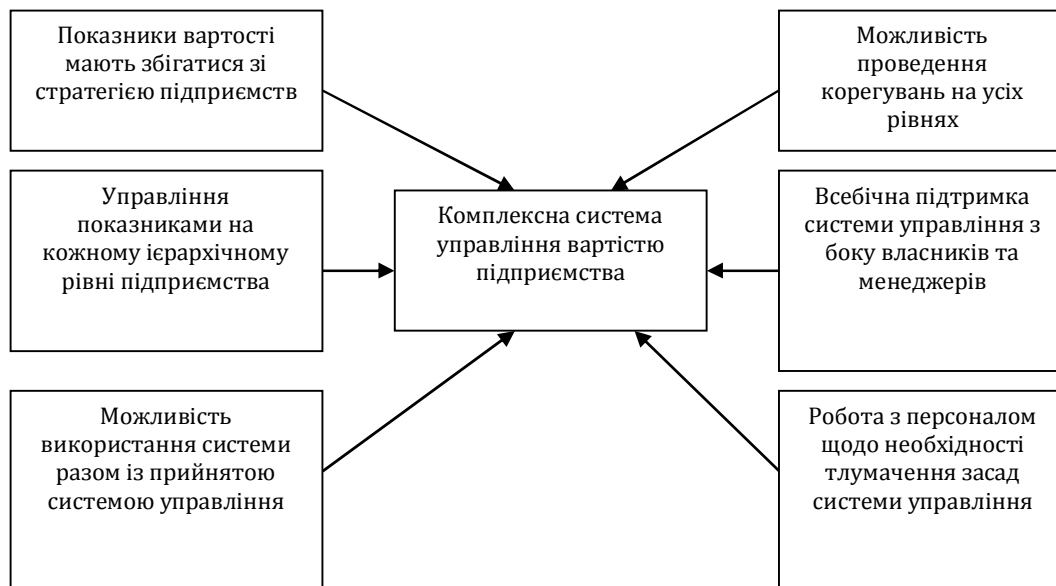 Показники вартості
мають збігатися зі
стратегією підприємств
Можливість
проведення
корегувань на усіх
рівнях
Управління
показниками на
кожному ієрархічному
рівні підприємства
Комплексна система
управління вартістю
підприємства
Всебічна підтримка
системи управління з
боку власників та
менеджерів
Можливість
використання системи
разом із прийнятою
системою управління
Робота з персоналом
щодо необхідності
тлумачення засад
системи управління